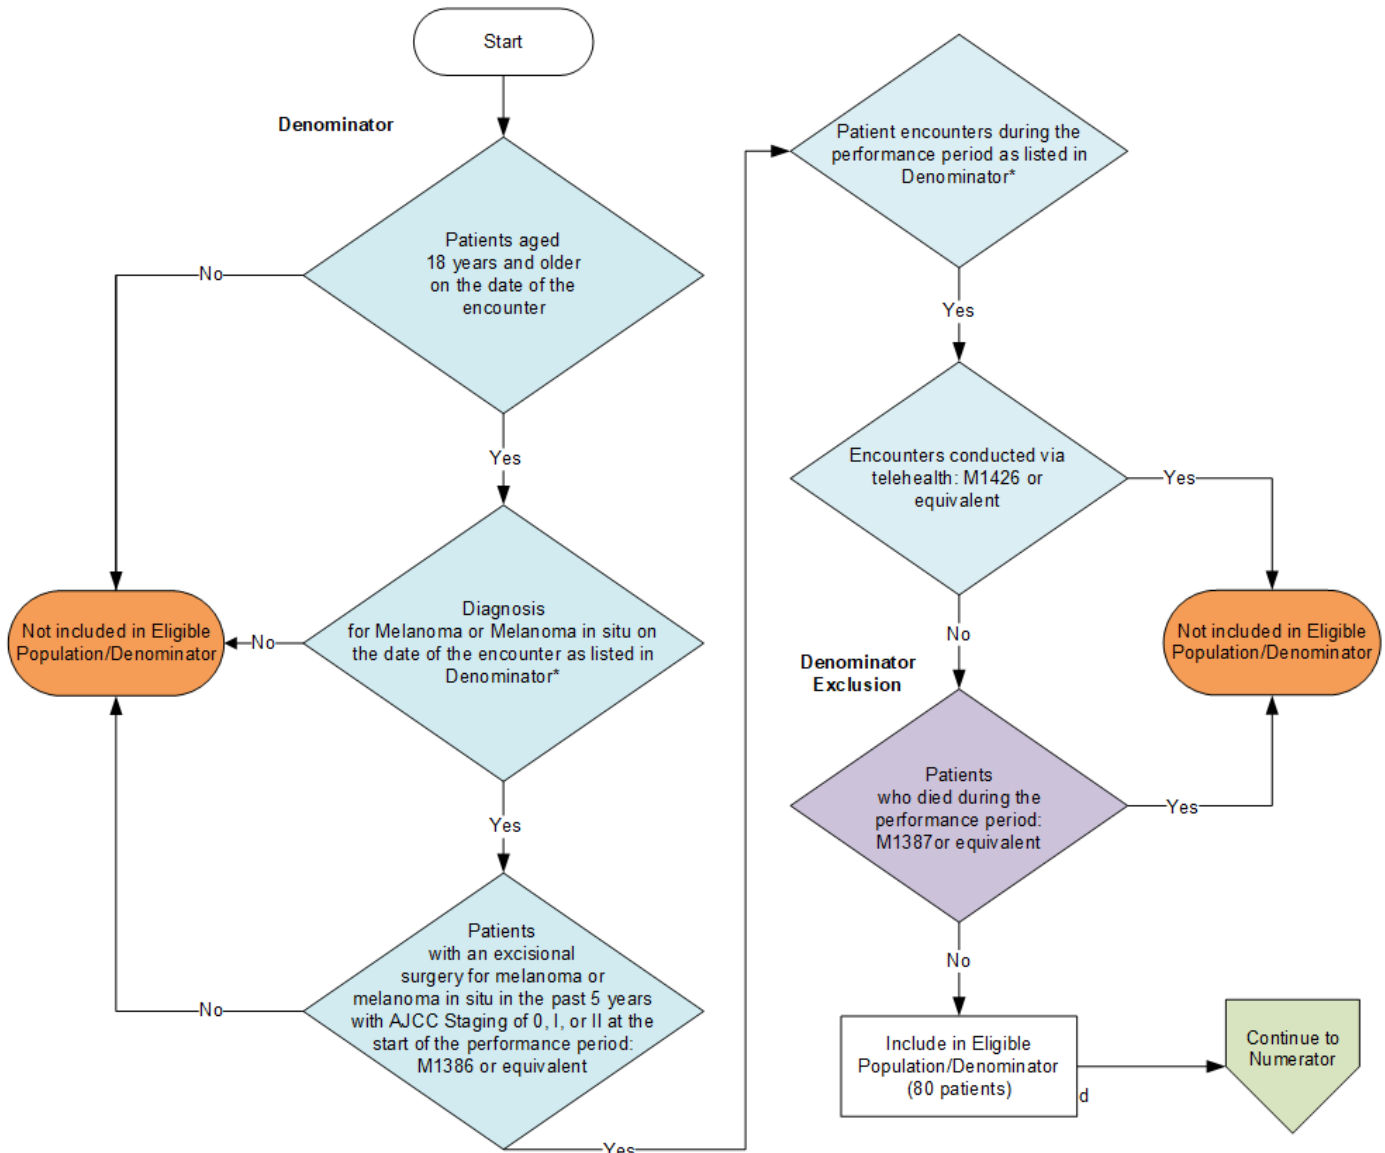 Start
Denominator
Patients aged
18 years and older
on the date of the
encounter
No
Yes
Diagnosis
for Melanoma or Melanoma in situ on
the date of the encounter as listed in
Denominator*
No
Not included in Eligible
Population/Denominator
Yes
Patients
with an excisional
surgery for melanoma or
melanoma in situ in the past 5 years
with AJCC Staging of 0, I, or II at the
start of the performance period:
M1386 or equivalent
No
Yes
Patient encounters during the
performance period as listed in
Denominator*
Yes
Encounters conducted via
telehealth: M1426 or
equivalent
Yes
No
Not included in Eligible
Population/Denominator
Denominator
Exclusion
Patients
who died during the
performance period:
M1387or equivalent
Yes
No
Include in Eligible
Population/Denominator
(80 patients)
d
Continue to
Numerator